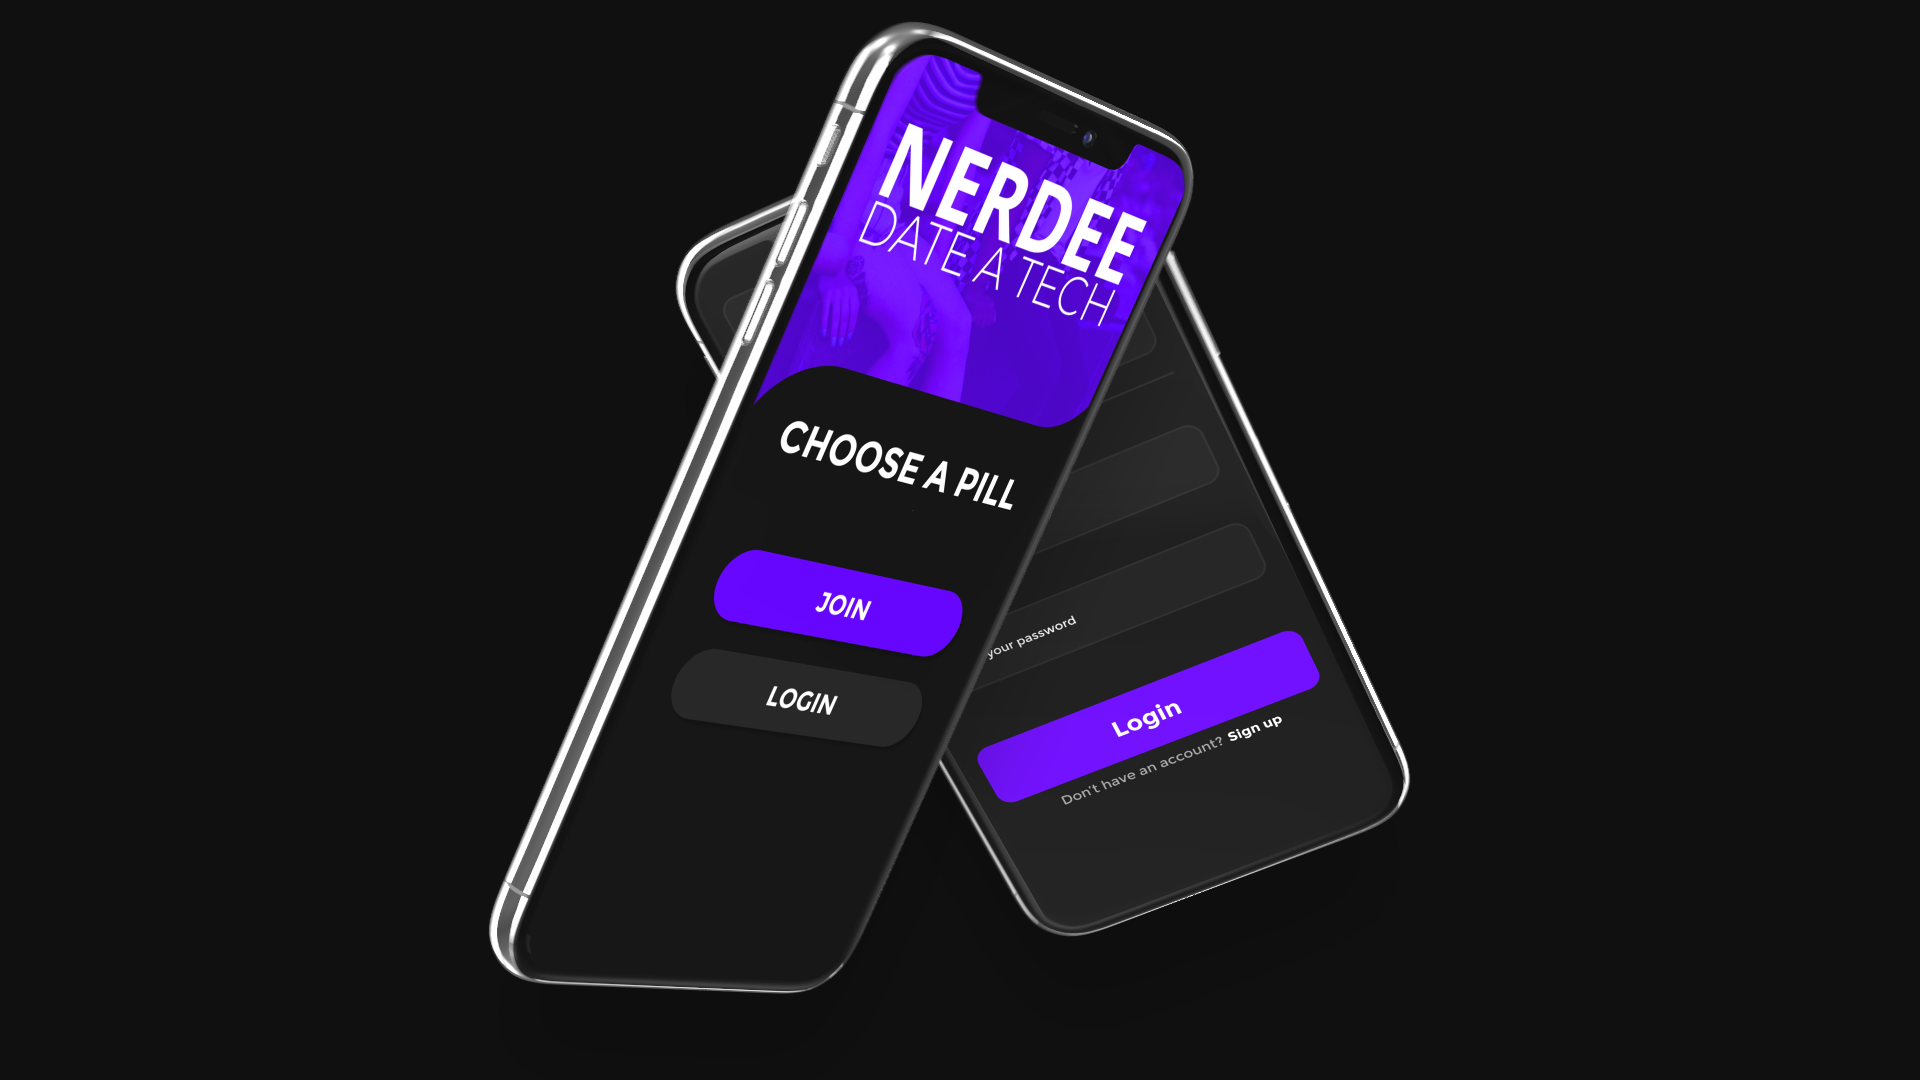 NERDEE
DATE A TECH
CHOOSE A PILL
JOIN
LOGIN
your password
Login
Don't have an account? Sign up